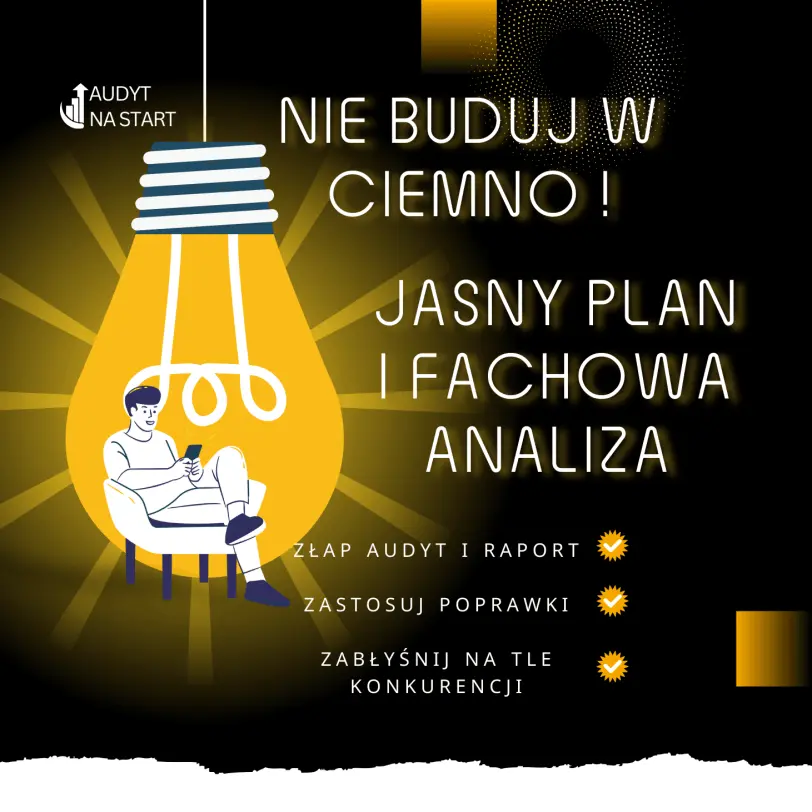 AUDYT
NA START
NIE BUDUJ W
CIEMNO !
JASNY PLAN
I FACHOWA
ANALIZA
ZŁAP AUDYT I RAPORT
ZASTOSUJ POPRAWKI
ZABŁYŚNIJ NA TLE
KONKURENCJI